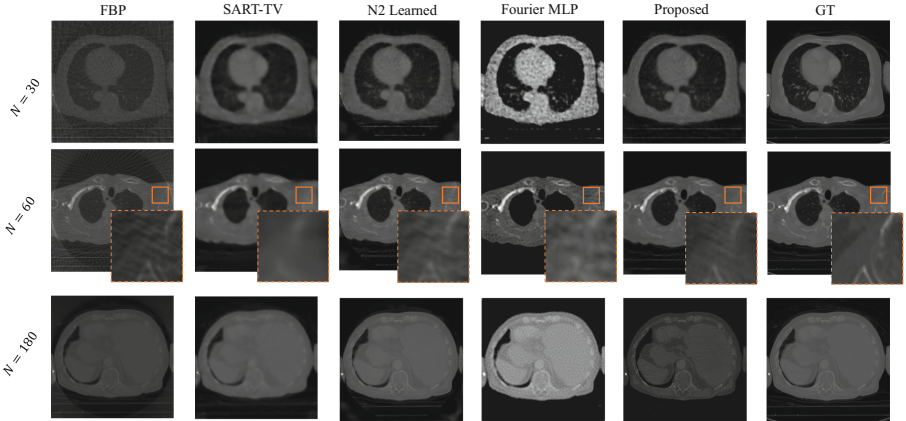 FBP SART-TV N2 Learned Fourier MLP Proposed GT
N = 30
N = 60
N = 180